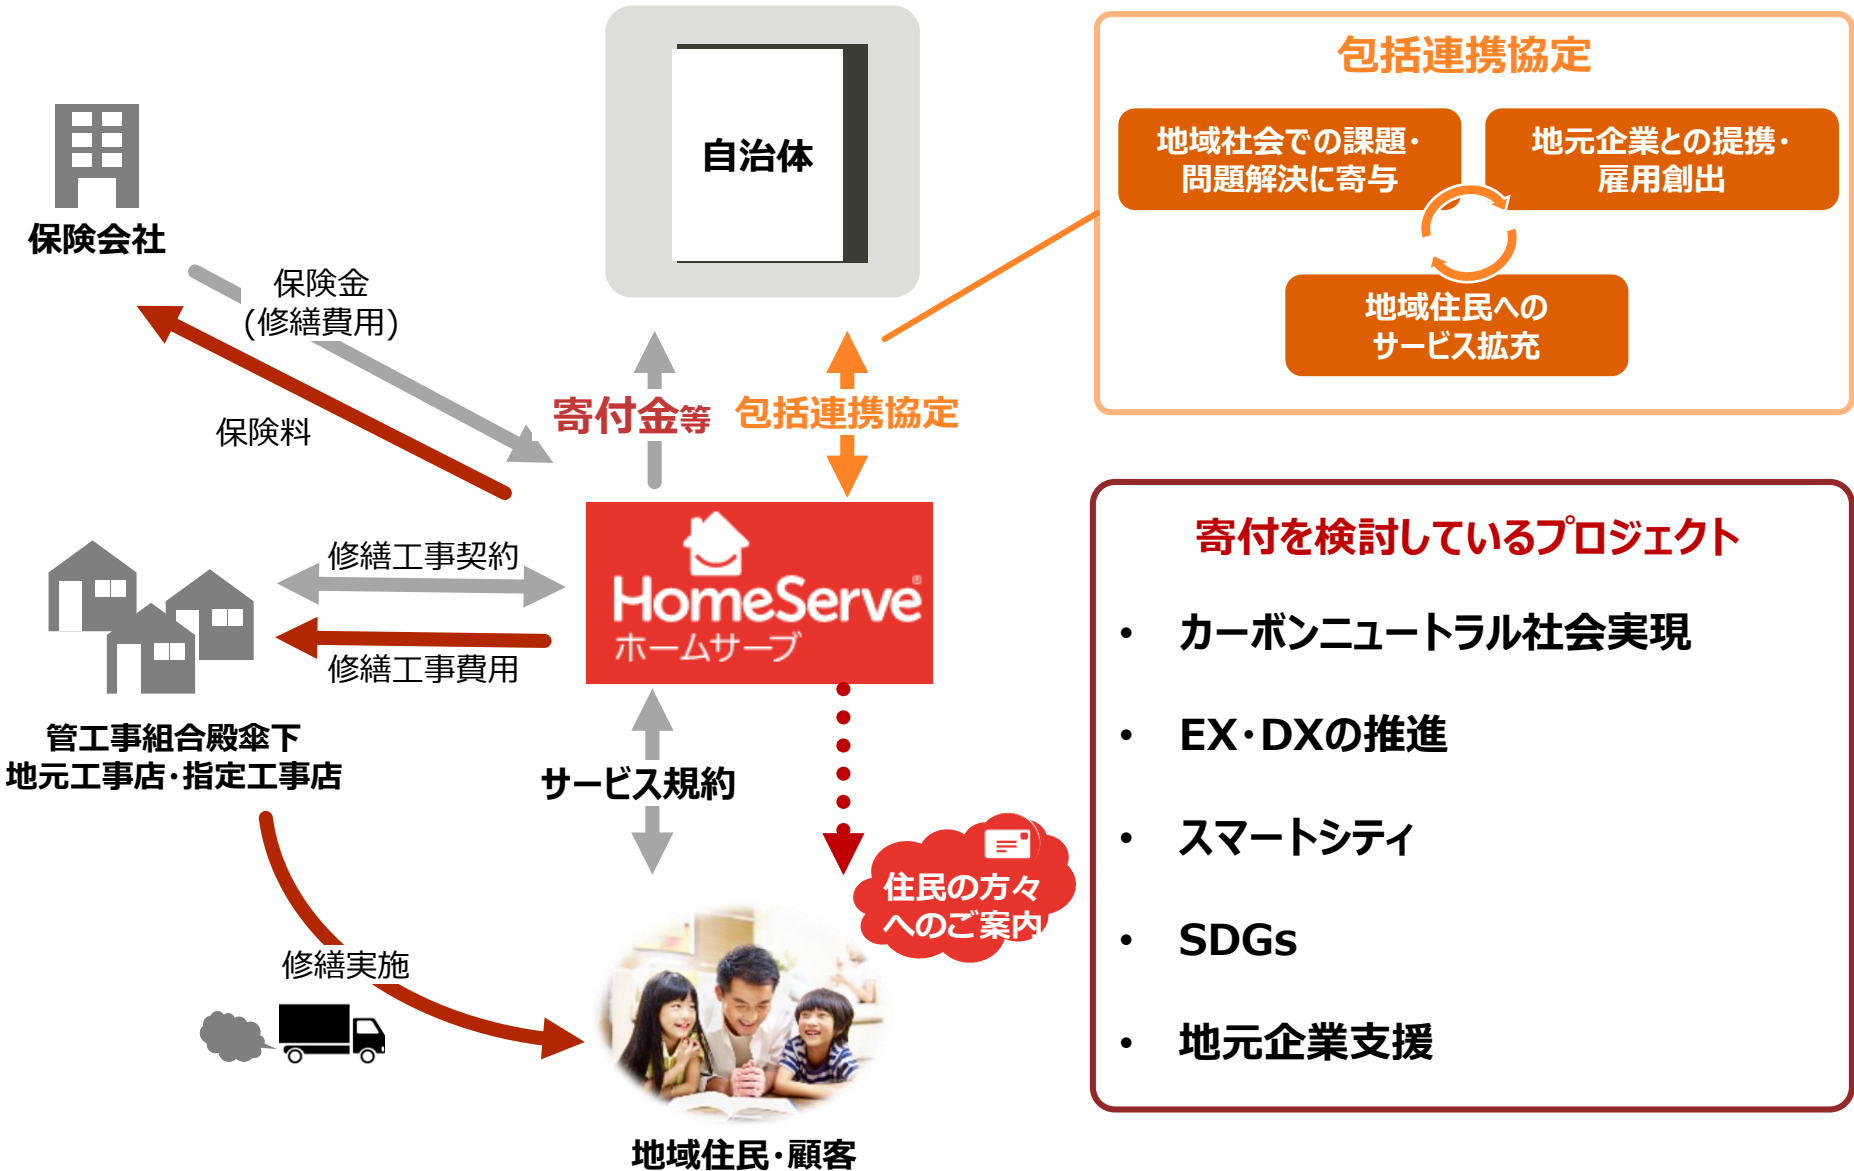 自治体
保険会社
保険金
(修繕費用)
保険料
寄付金等
包括連携協定
包括連携協定
地域社会での課題・
問題解決に寄与
地元企業との提携・
雇用創出
地域住民への
サービス拡充
修繕工事契約
修繕工事費用
HomeServe®
ホームサーブ
管工事組合殿傘下
地元工事店・指定工事店
サービス規約
住民の方々
へのご案内
修繕実施
地域住民・顧客
寄付を検討しているプロジェクト
• カーボンニュートラル社会実現
• EX・DXの推進
• スマートシティ
• SDGs
• 地元企業支援